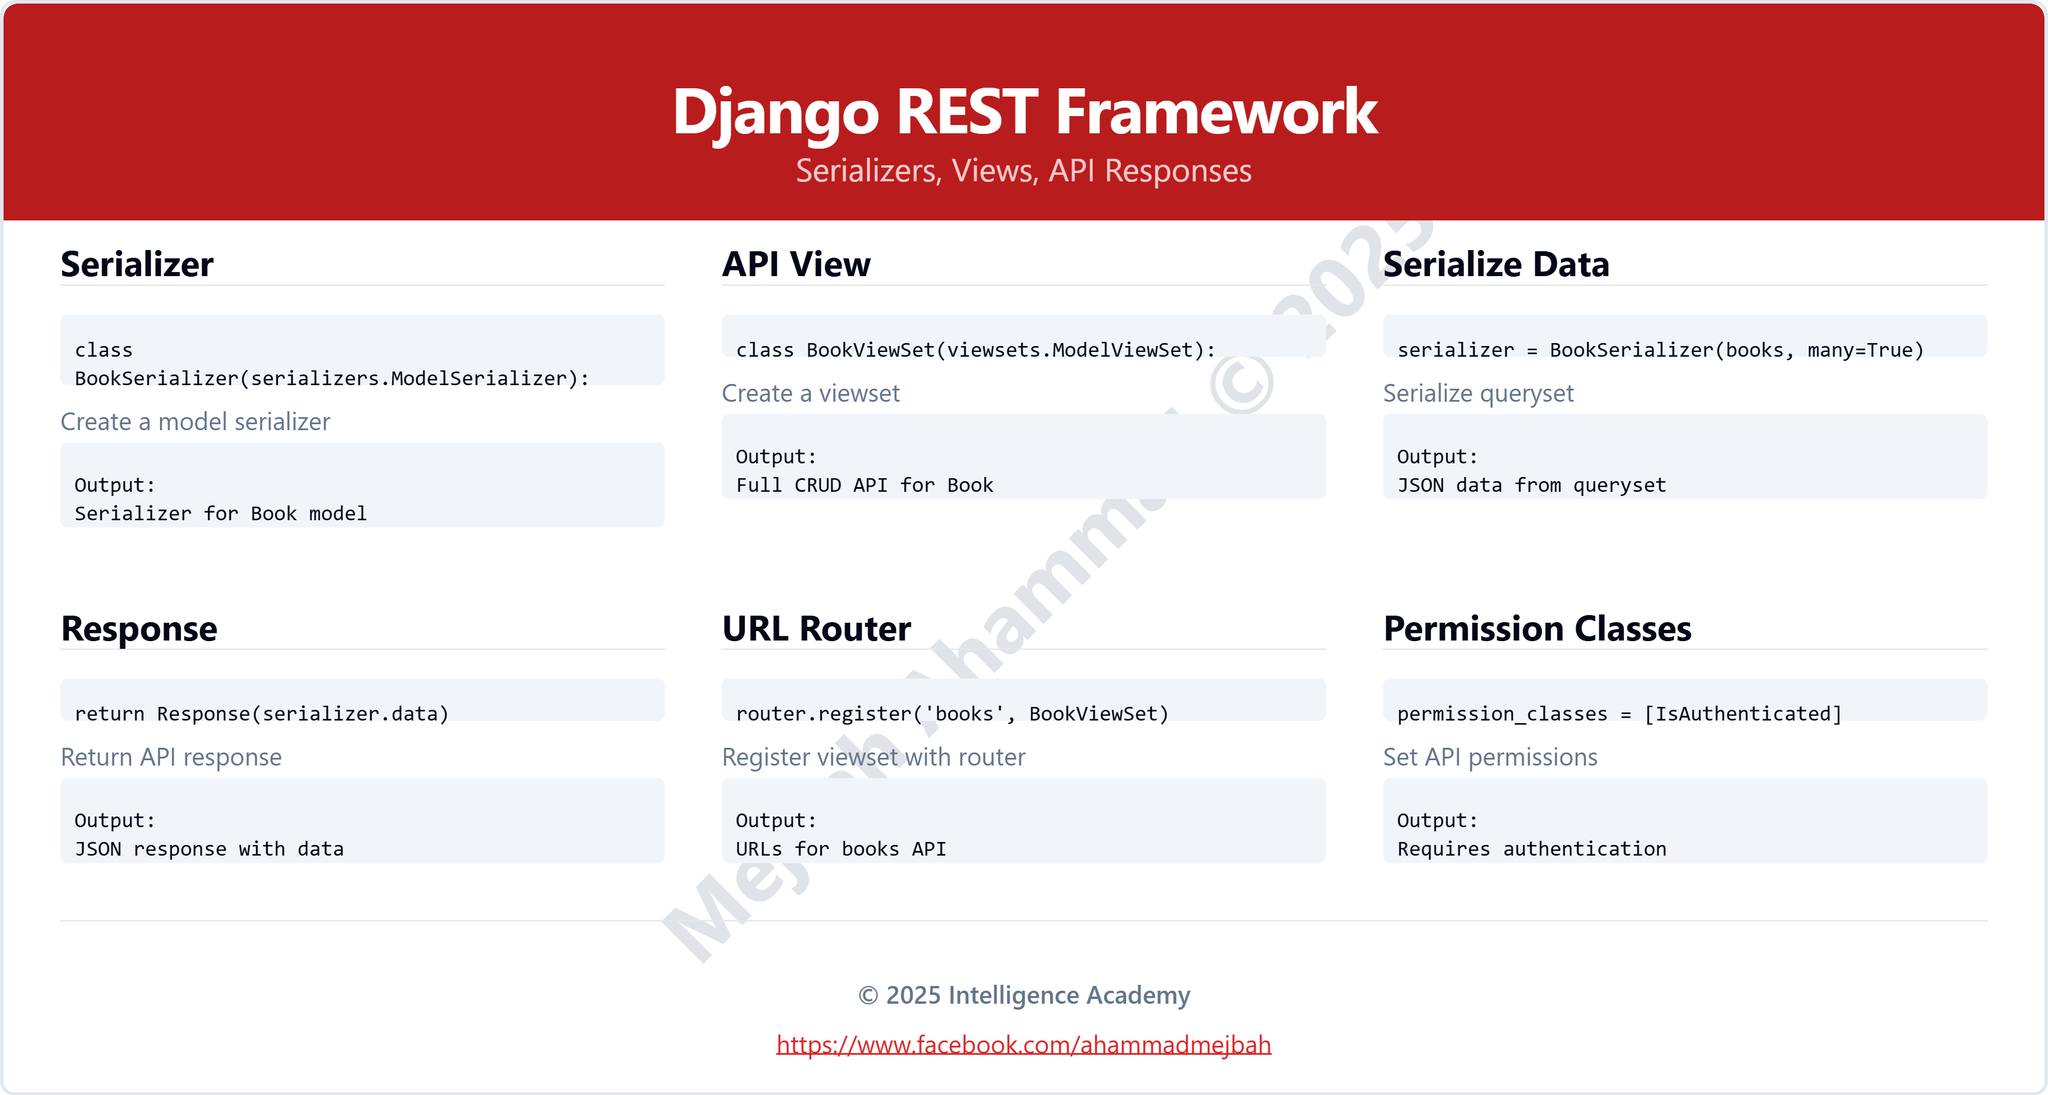 Django REST Framework
Serializers, Views, API Responses
Serializer
class
BookSerializer(serializers.ModelSerializer):
Create a model serializer
Output:
Serializer for Book model
API View
class BookViewSet(viewsets.ModelViewSet):
Create a viewset
Output:
Full CRUD API for Book
Serialize Data
serializer = BookSerializer(books, many=True)
Serialize queryset
Output:
JSON data from queryset
Response
return Response(serializer.data)
Return API response
Output:
JSON response with data
URL Router
router.register('books', BookViewSet)
Register viewset with router
Output:
URLs for books API
Permission Classes
permission_classes = [IsAuthenticated]
Set API permissions
Output:
Requires authentication
© 2025 Intelligence Academy
https://www.facebook.com/ahammadmejbah
© 2025